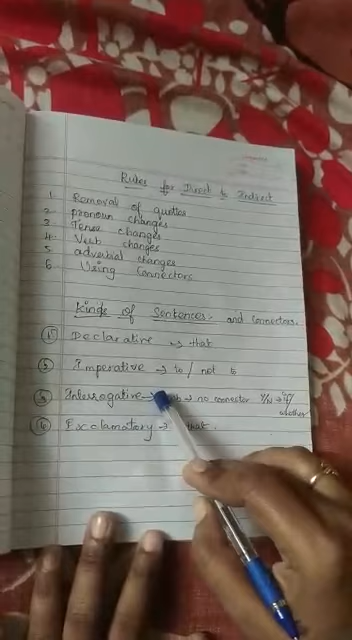 Rules for Direct to Indirect
1. Removal of quotes
2. pronoun changes
3. Tense changes
4. Verb changes
5. adverbial changes
6. Using Connectors
Kinds of Sentences. and connectors.
1 Declarative → that
2 Imperative → to / not to
3 Interrogative → → no connector Y/N → if/
4 Exclamatory → that.